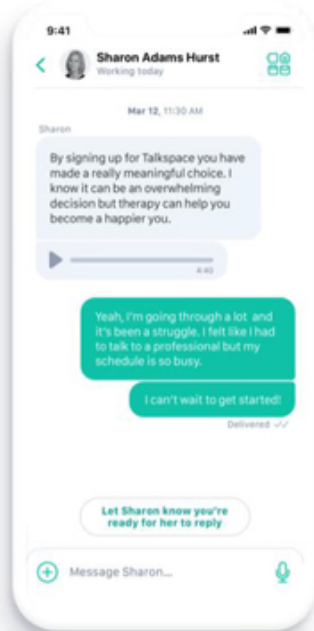 9:41
Sharon Adams Hurst
Working today
Mar 12, 11:30 AM
Sharon
By signing up for Talkspace you have
made a really meaningful choice. I
know it can be an overwhelming
decision but therapy can help you
become a happier you.
4:40
Yeah, I'm going through a lot and
it's been a struggle. I felt like I had
to talk to a professional but my
schedule is so busy.
I can't wait to get started!
Delivered
Let Sharon know you're
ready for her to reply
Message Sharon...